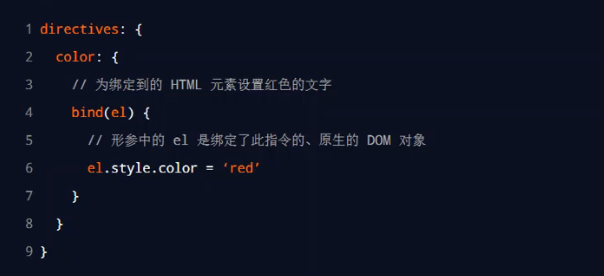 1 directives: {
2   color: {
3     // 为绑定到的 HTML 元素设置红色的文字
4     bind(el) {
5       // 形参中的 el 是绑定了此指令的、原生的 DOM 对象
6       el.style.color = ‘red’
7     }
8   }
9 }